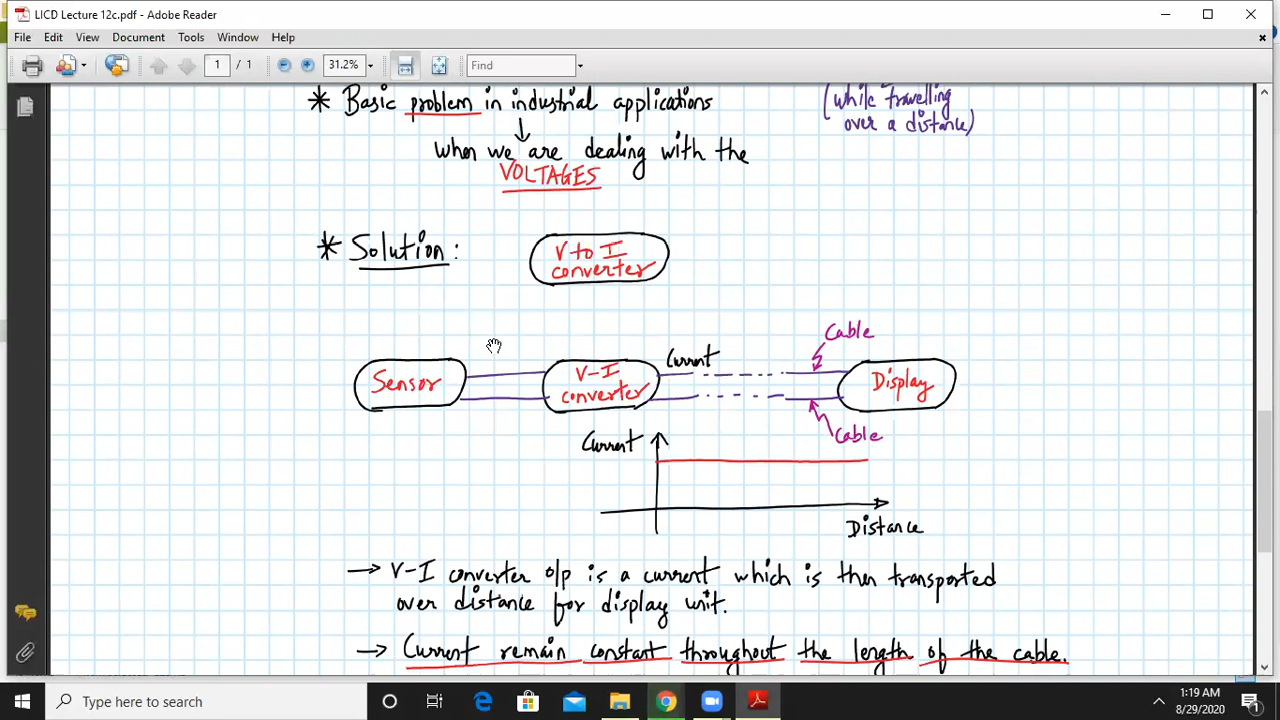 LICD Lecture 12c.pdf - Adobe Reader
File Edit View Document Tools Window Help
1 / 1 31.2% Find
* Basic problem in industrial applications
(while travelling
over a distance)
when we are dealing with the
VOLTAGES
* Solution:
V to I
converter
Sensor
V-I
converter
Current
Cable
Cable
Display
Current
Distance
→ V-I converter o/p is a current which is then transported
over distance for display unit.
→ Current remain constant throughout the length of the cable.
Type here to search
1:19 AM
8/29/2020